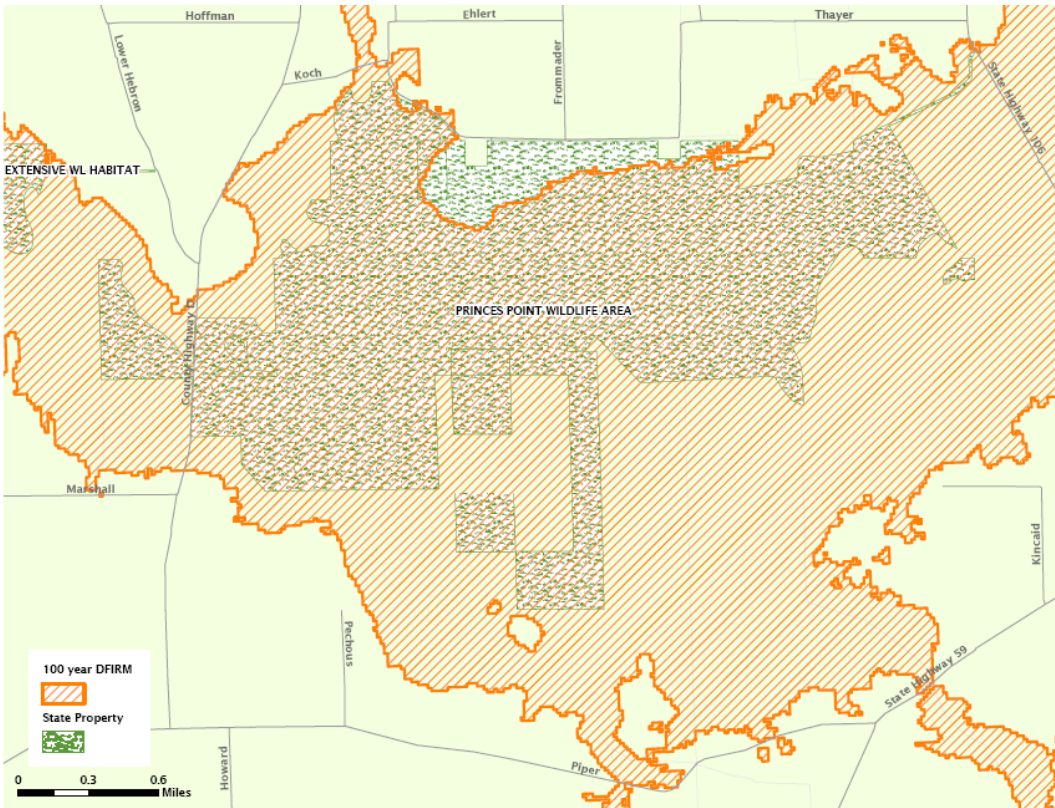 Hoffman
Ehlert
Thayer
Lower Hebron
Koch
Frommader
State Highway 106
EXTENSIVE WL HABITAT
PRINCES POINT WILDLIFE AREA
County Highway D
Marshall
Kincaid
Pechous
100 year DFIRM
State Property
State Highway 59
Howard
Piper
0 0.3 0.6
Miles